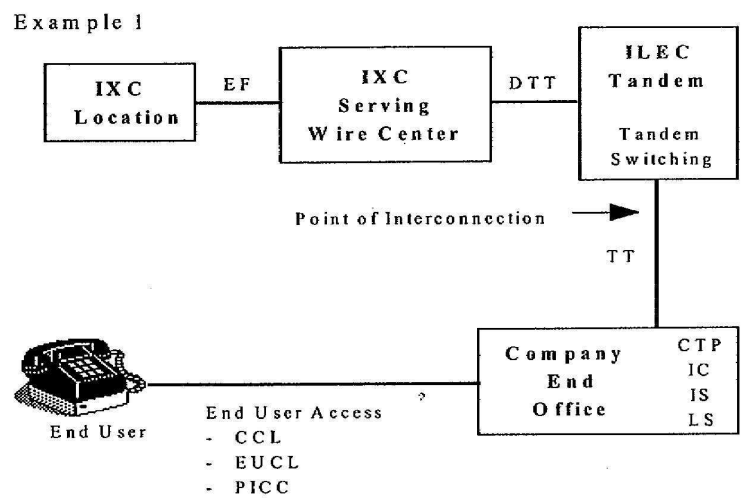 Example 1
IXC
Location
EF
IXC
Serving
Wire Center
DTT
ILEC
Tandem
Tandem
Switching
Point of Interconnection
TT
Company
End
Office
CTP
IC
IS
LS
End User
End User Access
- CCL
- EUCL
- PICC